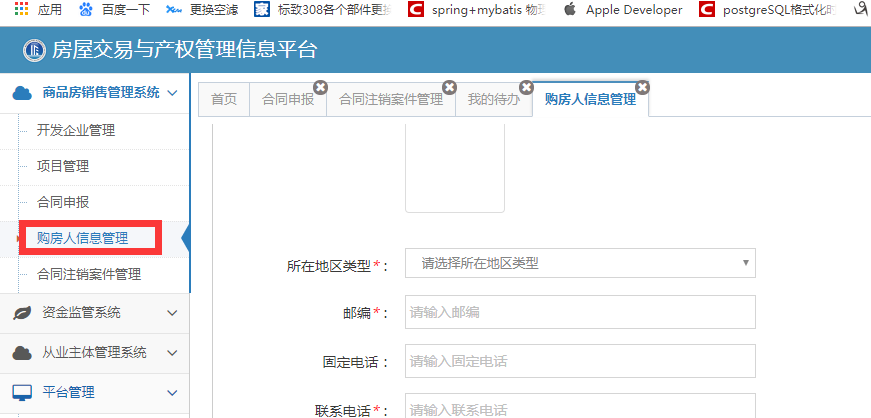 应用 百度一下 更换空滤 标致308各个部件更换 spring+mybatis 物理 Apple Developer postgreSQL格式化时
房屋交易与产权管理信息平台
商品房销售管理系统
开发企业管理
项目管理
合同申报
购房人信息管理
合同注销案件管理
资金监管系统
从业主体管理系统
平台管理
首页 合同申报 合同注销案件管理 我的待办 购房人信息管理
所在地区类型*： 请选择所在地区类型
邮编*： 请输入邮编
固定电话： 请输入固定电话
联系电话*： 请输入联系电话